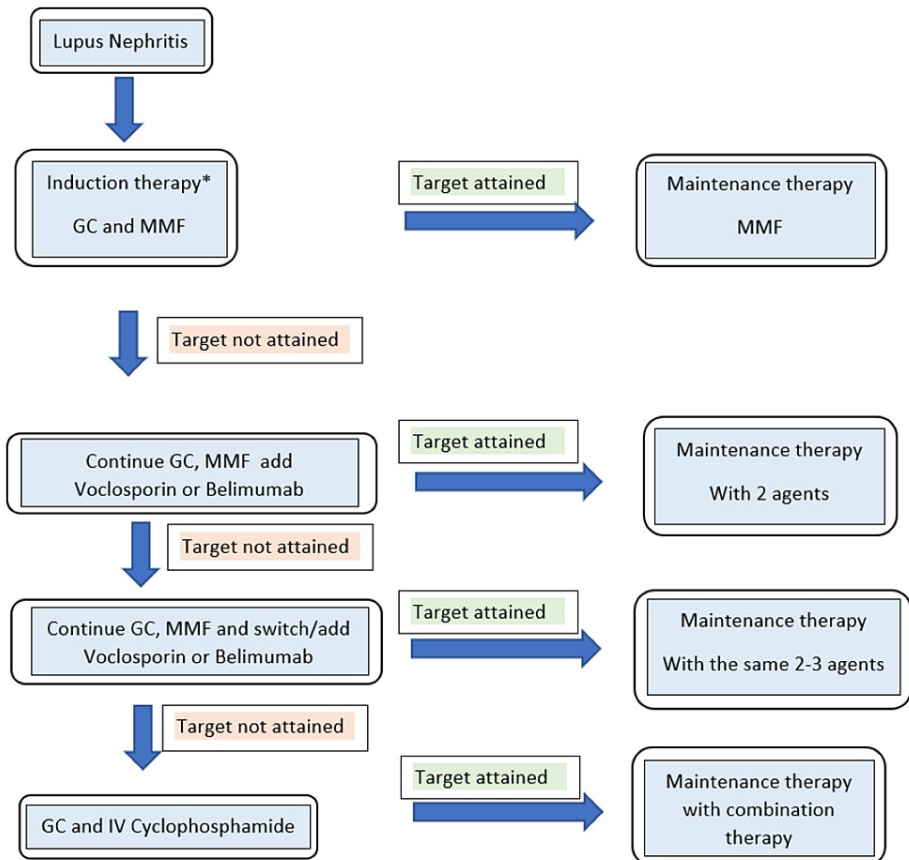 Lupus Nephritis
Induction therapy*
GC and MMF
Target attained
Maintenance therapy
MMF
Target not attained
Continue GC, MMF add
Voclosporin or Belimumab
Target attained
Maintenance therapy
With 2 agents
Target not attained
Continue GC, MMF and switch/add
Voclosporin or Belimumab
Target attained
Maintenance therapy
With the same 2-3 agents
Target not attained
GC and IV Cyclophosphamide
Target attained
Maintenance therapy
with combination
therapy